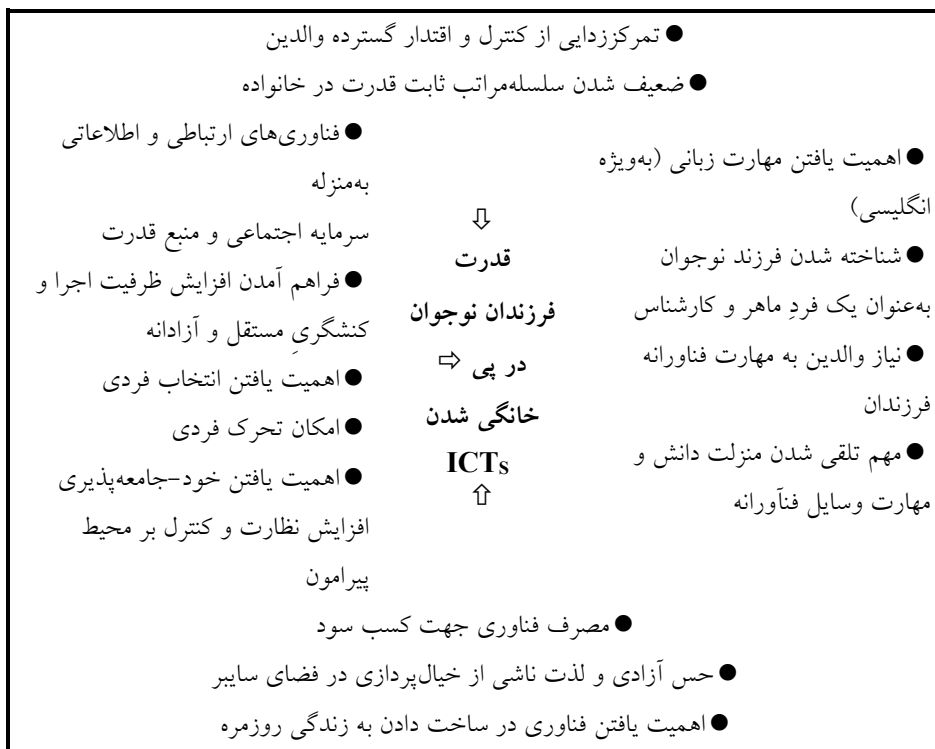 ● تمرکززدایی از کنترل و اقتدار گسترده والدین
● ضعیف شدن سلسله‌مراتب ثابت قدرت در خانواده
● اهمیت یافتن مهارت زبانی (به‌ویژه
انگلیسی)
● شناخته شدن فرزند نوجوان
به‌عنوان یک فردِ ماهر و کارشناس
● نیاز والدین به مهارت فناورانه
فرزندان
● مهم تلقی شدن منزلت دانش و
مهارت وسایل فنآورانه
⇩
قدرت
فرزندان نوجوان
در پی ⇨
خانگی شدن
ICTs
⇧
● فناوری‌های ارتباطی و اطلاعاتی
به‌منزله
سرمایه اجتماعی و منبع قدرت
● فراهم آمدن افزایش ظرفیت اجرا و
کنشگریِ مستقل و آزادانه
● اهمیت یافتن انتخاب فردی
● امکان تحرک فردی
● اهمیت یافتن خود-جامعه‌پذیری
افزایش نظارت و کنترل بر محیط
پیرامون
● مصرف فناوری جهت کسب سود
● حس آزادی و لذت ناشی از خیال‌پردازی در فضای سایبر
● اهمیت یافتن فناوری در ساخت دادن به زندگی روزمره